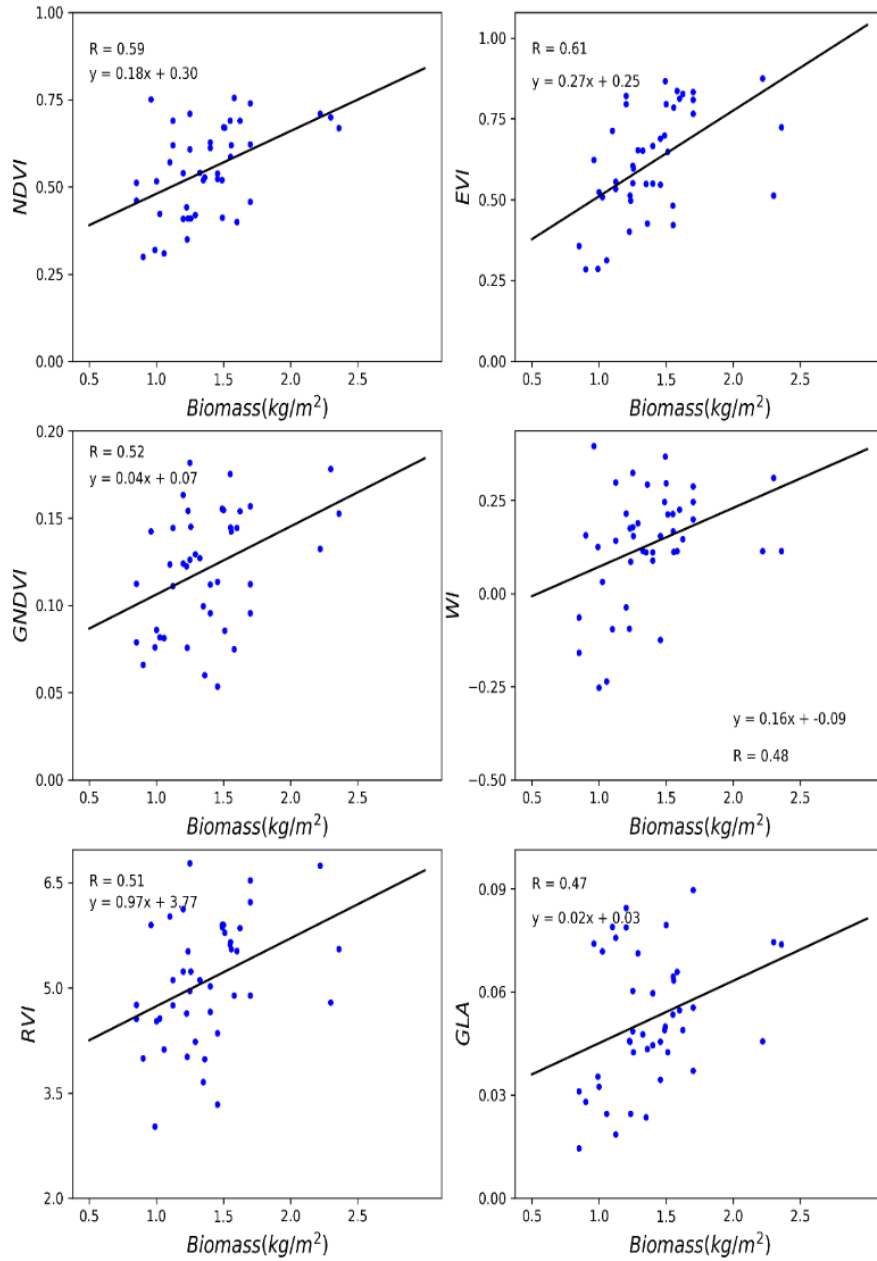 R = 0.59
y = 0.18x + 0.30
1.00
0.75
0.50
0.25
0.00
NDVI
0.5 1.0 1.5 2.0 2.5
Biomass(kg/m²)
R = 0.61
y = 0.27x + 0.25
1.00
0.75
0.50
0.25
0.00
EVI
0.5 1.0 1.5 2.0 2.5
Biomass(kg/m²)
R = 0.52
y = 0.04x + 0.07
0.20
0.15
0.10
0.05
0.00
GNDVI
0.5 1.0 1.5 2.0 2.5
Biomass(kg/m²)
0.25
0.00
−0.25
−0.50
WI
y = 0.16x + -0.09
R = 0.48
0.5 1.0 1.5 2.0 2.5
Biomass(kg/m²)
R = 0.51
y = 0.97x + 3.77
6.5
5.0
3.5
2.0
RVI
0.5 1.0 1.5 2.0 2.5
Biomass(kg/m²)
R = 0.47
y = 0.02x + 0.03
0.09
0.06
0.03
0.00
GLA
0.5 1.0 1.5 2.0 2.5
Biomass(kg/m²)